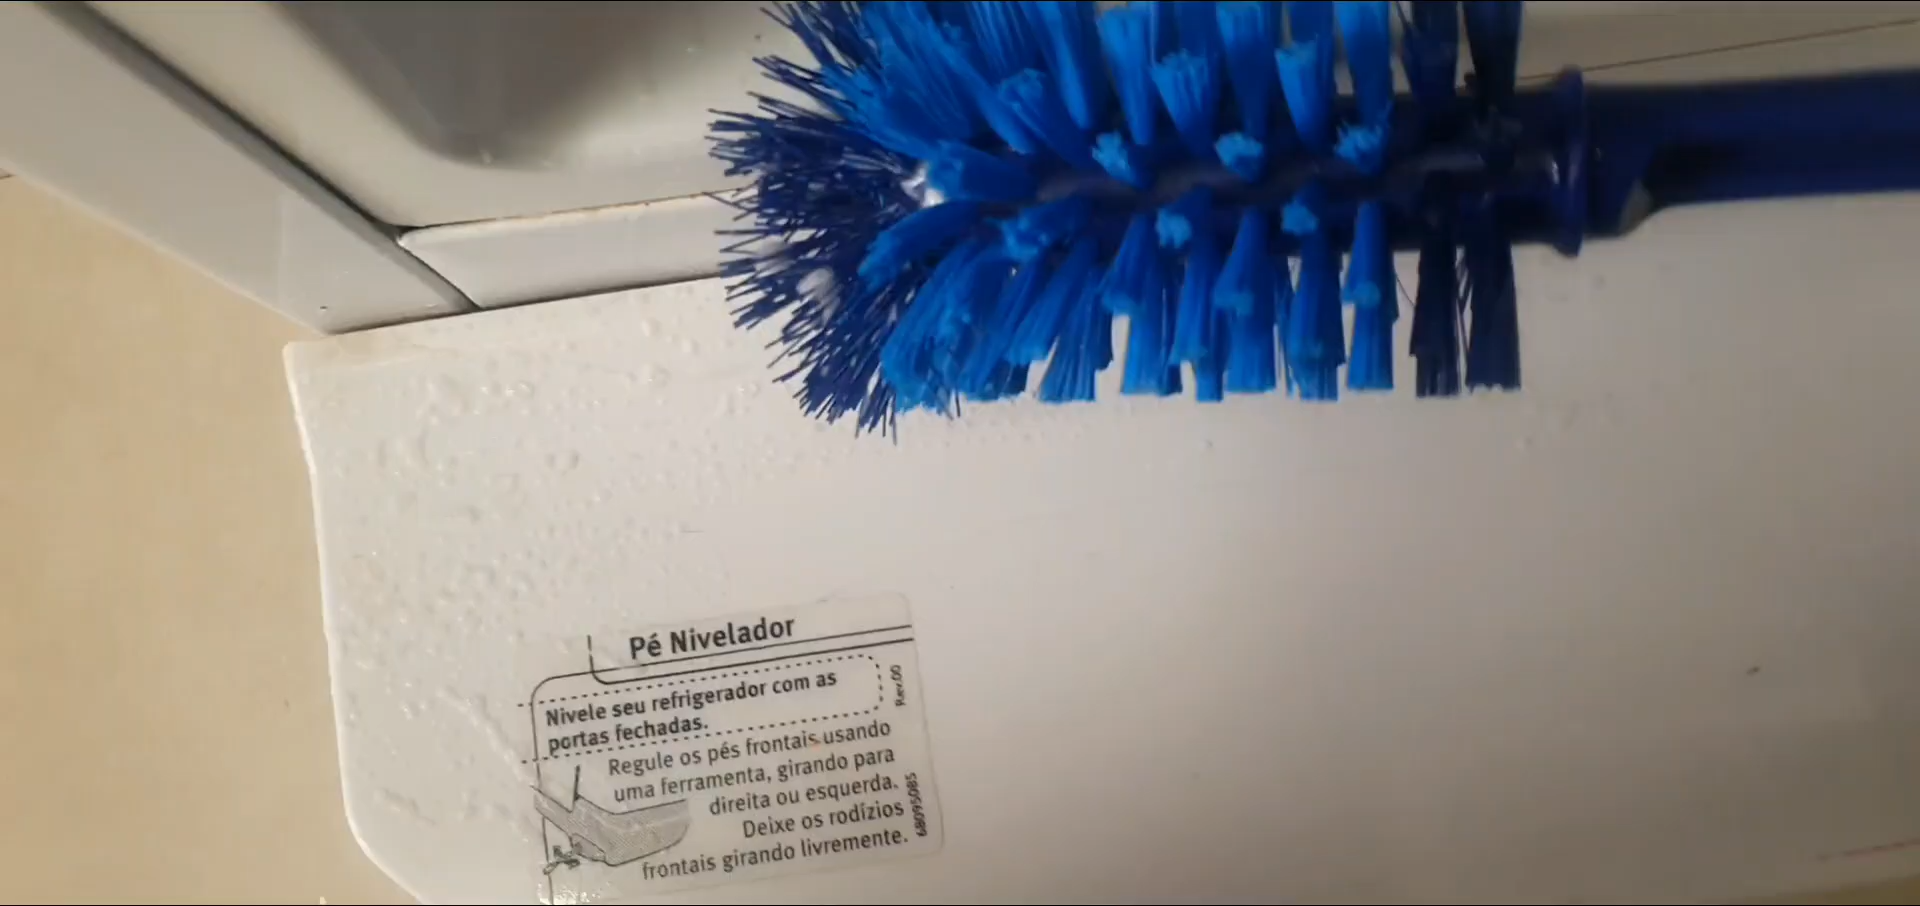 Pé Nivelador
Nivele seu refrigerador com as
portas fechadas.
Regule os pés frontais usando
uma ferramenta, girando para
direita ou esquerda.
Deixe os rodízios
frontais girando livremente.
Rev.00
68095085